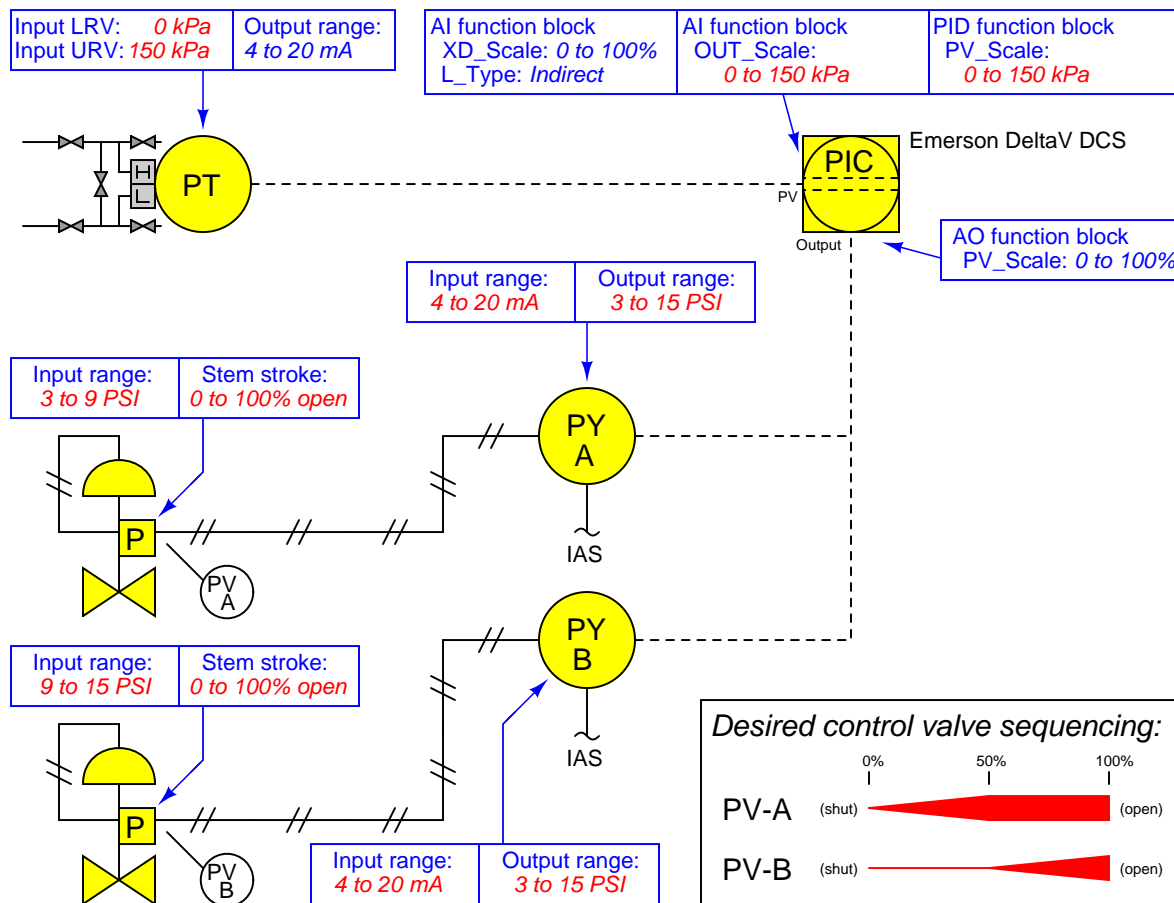 Input LRV: 0 kPa
Input URV: 150 kPa
Output range:
4 to 20 mA
AI function block
XD_Scale: 0 to 100%
L_Type: Indirect
AI function block
OUT_Scale:
0 to 150 kPa
PID function block
PV_Scale:
0 to 150 kPa
H
L
PT
PIC
PV
Output
Emerson DeltaV DCS
AO function block
PV_Scale: 0 to 100%
Input range:
4 to 20 mA
Output range:
3 to 15 PSI
Input range:
3 to 9 PSI
Stem stroke:
0 to 100% open
PY
A
IAS
P
PV
A
Input range:
9 to 15 PSI
Stem stroke:
0 to 100% open
PY
B
IAS
P
PV
B
Input range:
4 to 20 mA
Output range:
3 to 15 PSI
Desired control valve sequencing:
0% 50% 100%
PV-A (shut) (open)
PV-B (shut) (open)